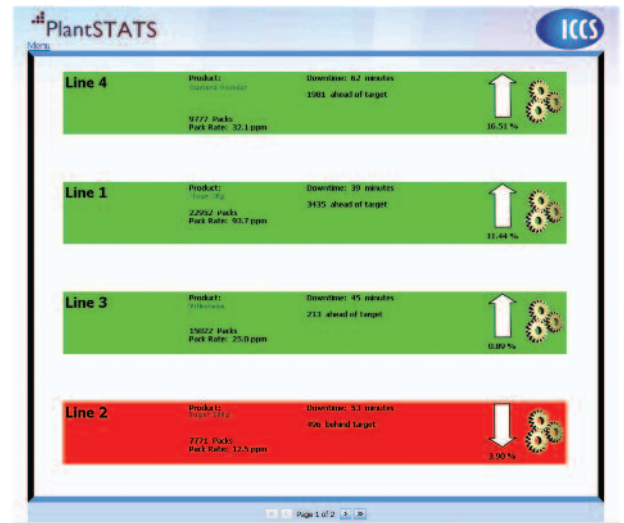 PlantSTATS
ICCS
Menu
Line 4
Product:
Downtime: 62 minutes
1981 ahead of target
9777 Packs
Pack Rate: 32.1 ppm
16.51 %
Line 1
Product:
Downtime: 39 minutes
3435 ahead of target
22952 Packs
Pack Rate: 93.7 ppm
11.44 %
Line 3
Product:
Downtime: 45 minutes
213 ahead of target
15022 Packs
Pack Rate: 25.0 ppm
0.89 %
Line 2
Product:
Downtime: 53 minutes
496 behind target
7771 Packs
Pack Rate: 12.5 ppm
3.90 %
Page 1 of 2